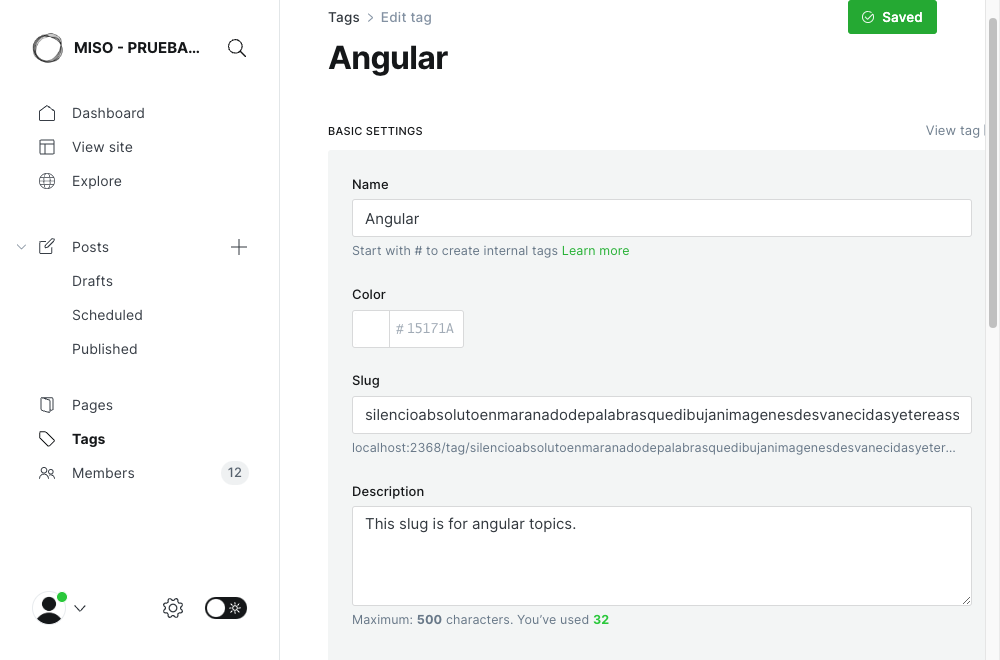 MISO - PRUEBA...
Dashboard
View site
Explore
Posts
Drafts
Scheduled
Published
Pages
Tags
Members 12
Tags > Edit tag
Saved
Angular
BASIC SETTINGS
View tag
Name
Angular
Start with # to create internal tags Learn more
Color
# 15171A
Slug
silencioabsolutoenmaranadodepalabrasquedibujanimagenesdesvanecidasyetereass
localhost:2368/tag/silencioabsolutoenmaranadodepalabrasquedibujanimagenesdesvanecidasyeter...
Description
This slug is for angular topics.
Maximum: 500 characters. You've used 32